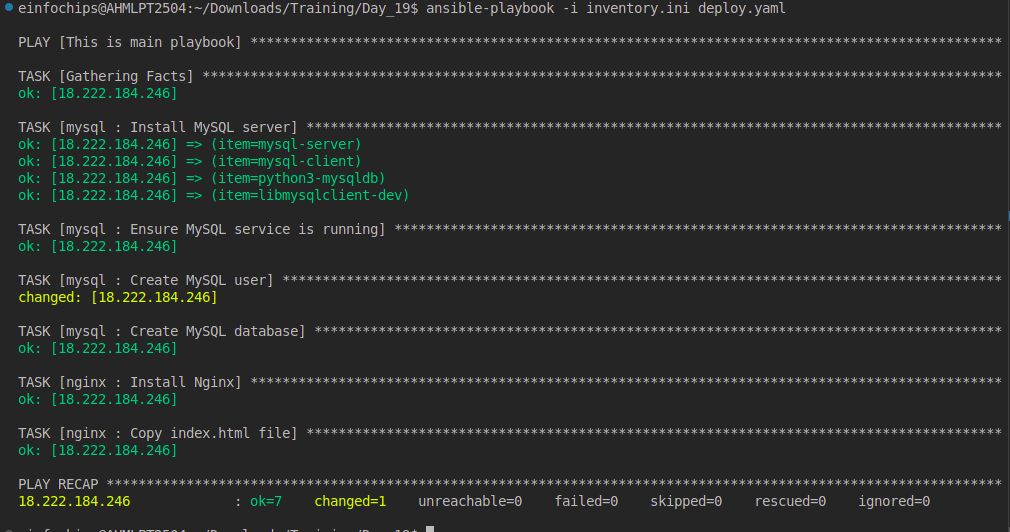 einfochips@AHMLPT2504:~/Downloads/Training/Day_19$ ansible-playbook -i inventory.ini deploy.yaml
PLAY [This is main playbook] **********************************************************************************************
TASK [Gathering Facts] ****************************************************************************************************
ok: [18.222.184.246]
TASK [mysql : Install MySQL server] ***************************************************************************************
ok: [18.222.184.246] => (item=mysql-server)
ok: [18.222.184.246] => (item=mysql-client)
ok: [18.222.184.246] => (item=python3-mysqldb)
ok: [18.222.184.246] => (item=libmysqlclient-dev)
TASK [mysql : Ensure MySQL service is running] ****************************************************************************
ok: [18.222.184.246]
TASK [mysql : Create MySQL user] ******************************************************************************************
changed: [18.222.184.246]
TASK [mysql : Create MySQL database] **************************************************************************************
ok: [18.222.184.246]
TASK [nginx : Install Nginx] **********************************************************************************************
ok: [18.222.184.246]
TASK [nginx : Copy index.html file] ***************************************************************************************
ok: [18.222.184.246]
PLAY RECAP ****************************************************************************************************************
18.222.184.246             : ok=7    changed=1    unreachable=0    failed=0    skipped=0    rescued=0    ignored=0
einfochips@AHMLPT2504:~/Downloads/Training/Day_19$